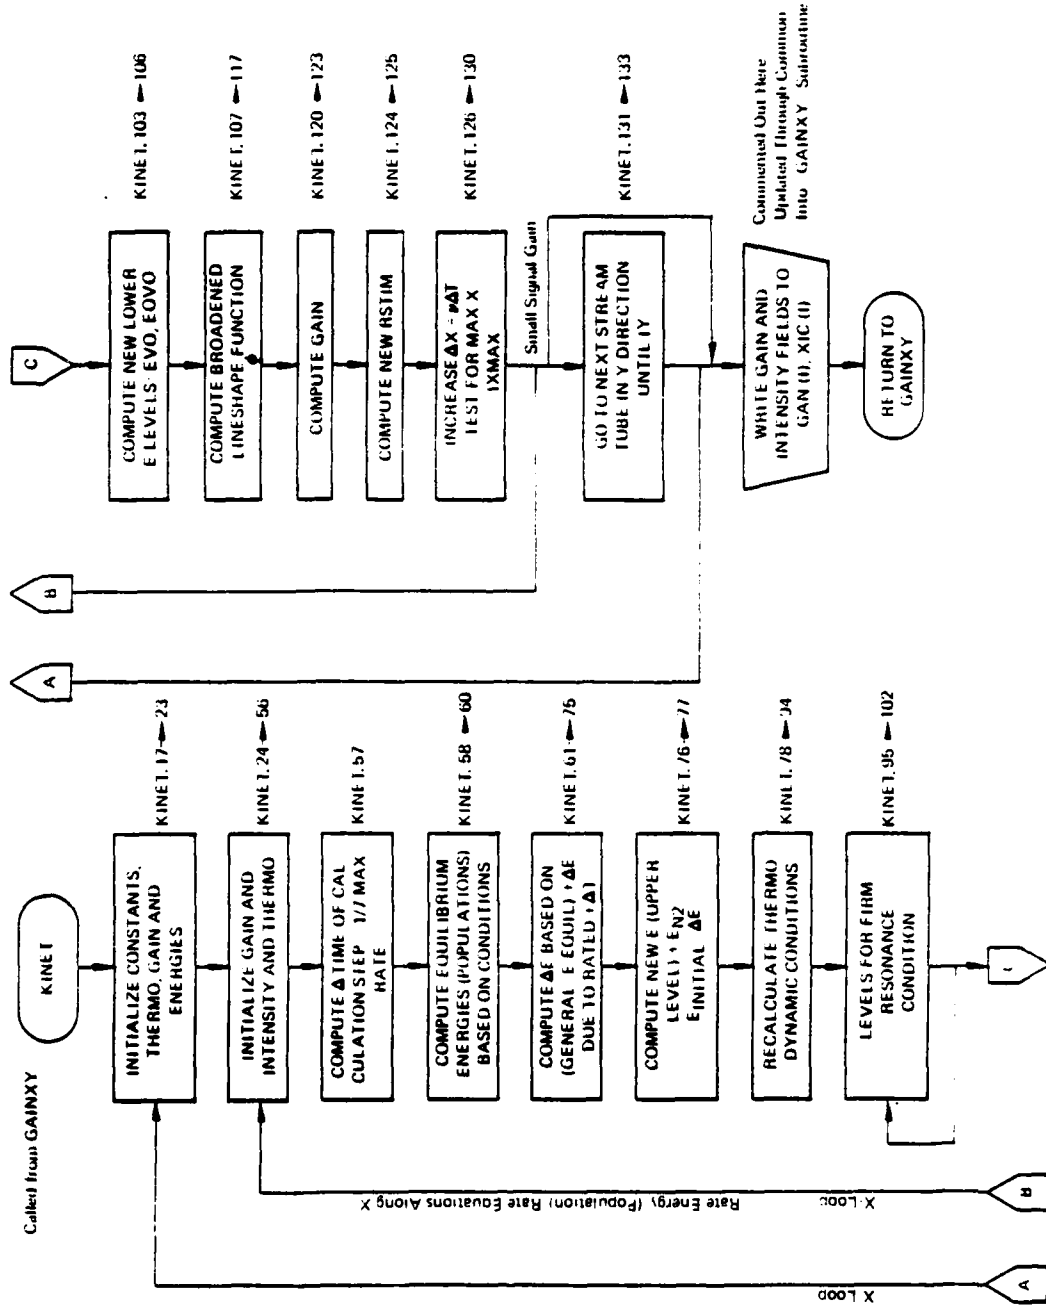 Called from GAINXY
KINET
INITIALIZE CONSTANTS,
THERMO, GAIN AND
ENERGIES
KINET.17 23
INITIALIZE GAIN AND
INTENSITY AND THERMO
KINET.24 56
COMPUTE Δ TIME OF CAL
CULATION STEP 1/7 MAX
RATE
KINET.57
COMPUTE EQUILIBRIUM
ENERGIES (POPULATIONS)
BASED ON CONDITIONS
KINET.58 60
COMPUTE ΔE BASED ON
(GENERAL E EQUIL) + ΔE
DUE TO RATED + ΔT
KINET.61 75
COMPUTE NEW E (UPPER
LEVEL) + EN2
EINITIAL ΔE
KINET.76 77
RECALCULATE THERMO
DYNAMIC CONDITIONS
KINET.78 94
LEVELS FOR FIRM
RESONANCE
CONDITION
KINET.95 102
A
X Loop
B
X-Loop
Rate Energy (Population) Rate Equations Along X
A
B
C
COMPUTE NEW LOWER
E LEVELS: EVO, EOVO
KINET.103 106
COMPUTE BROADENED
LINESHAPE FUNCTION
KINET.107 117
COMPUTE GAIN
KINET.120 123
COMPUTE NEW RSTIM
KINET.124 125
INCREASE ΔX = ΔT
TEST FOR MAX X
IXMAX
KINET.126 130
Small Signal Gain
GO TO NEXT STREAM
TUBE IN Y DIRECTION
UNTIL IY
KINET.131 133
WRITE GAIN AND
INTENSITY FIELDS TO
GAN (I), XIC (I)
Commented Out Here
Updated Through Common
Into GAINXY Subroutine
RETURN TO
GAINXY